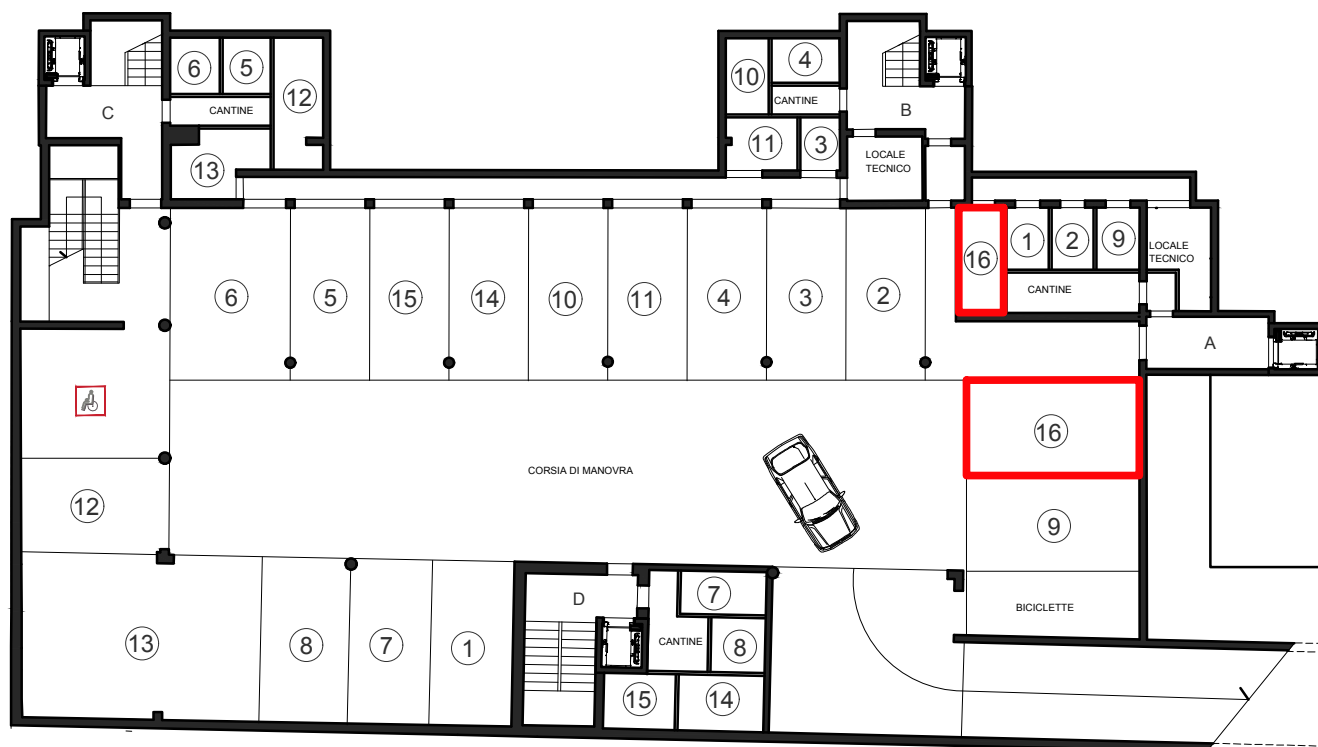 6
5
12
C
CANTINE
13
4
10
CANTINE
B
11
3
LOCALE
TECNICO
6
5
15
14
10
11
4
3
2
16
1
2
9
LOCALE
TECNICO
CANTINE
A
16
CORSIA DI MANOVRA
12
9
BICICLETTE
13
8
7
1
D
7
CANTINE
8
15
14